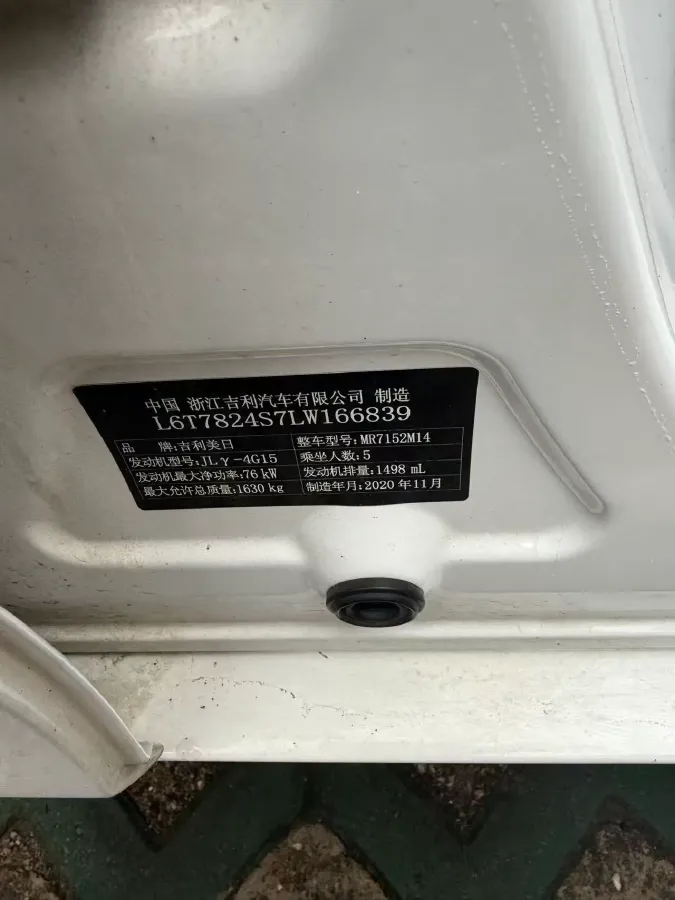 中国 浙江吉利汽车有限公司 制造
L6T7824S7LW166839
品 牌:吉利美日 整车型号:MR7152M14
发动机型号:JLγ-4G15 乘坐人数:5
发动机最大净功率:76 kW 发动机排量:1498 mL
最大允许总质量:1630 kg 制造年月:2020 年11月